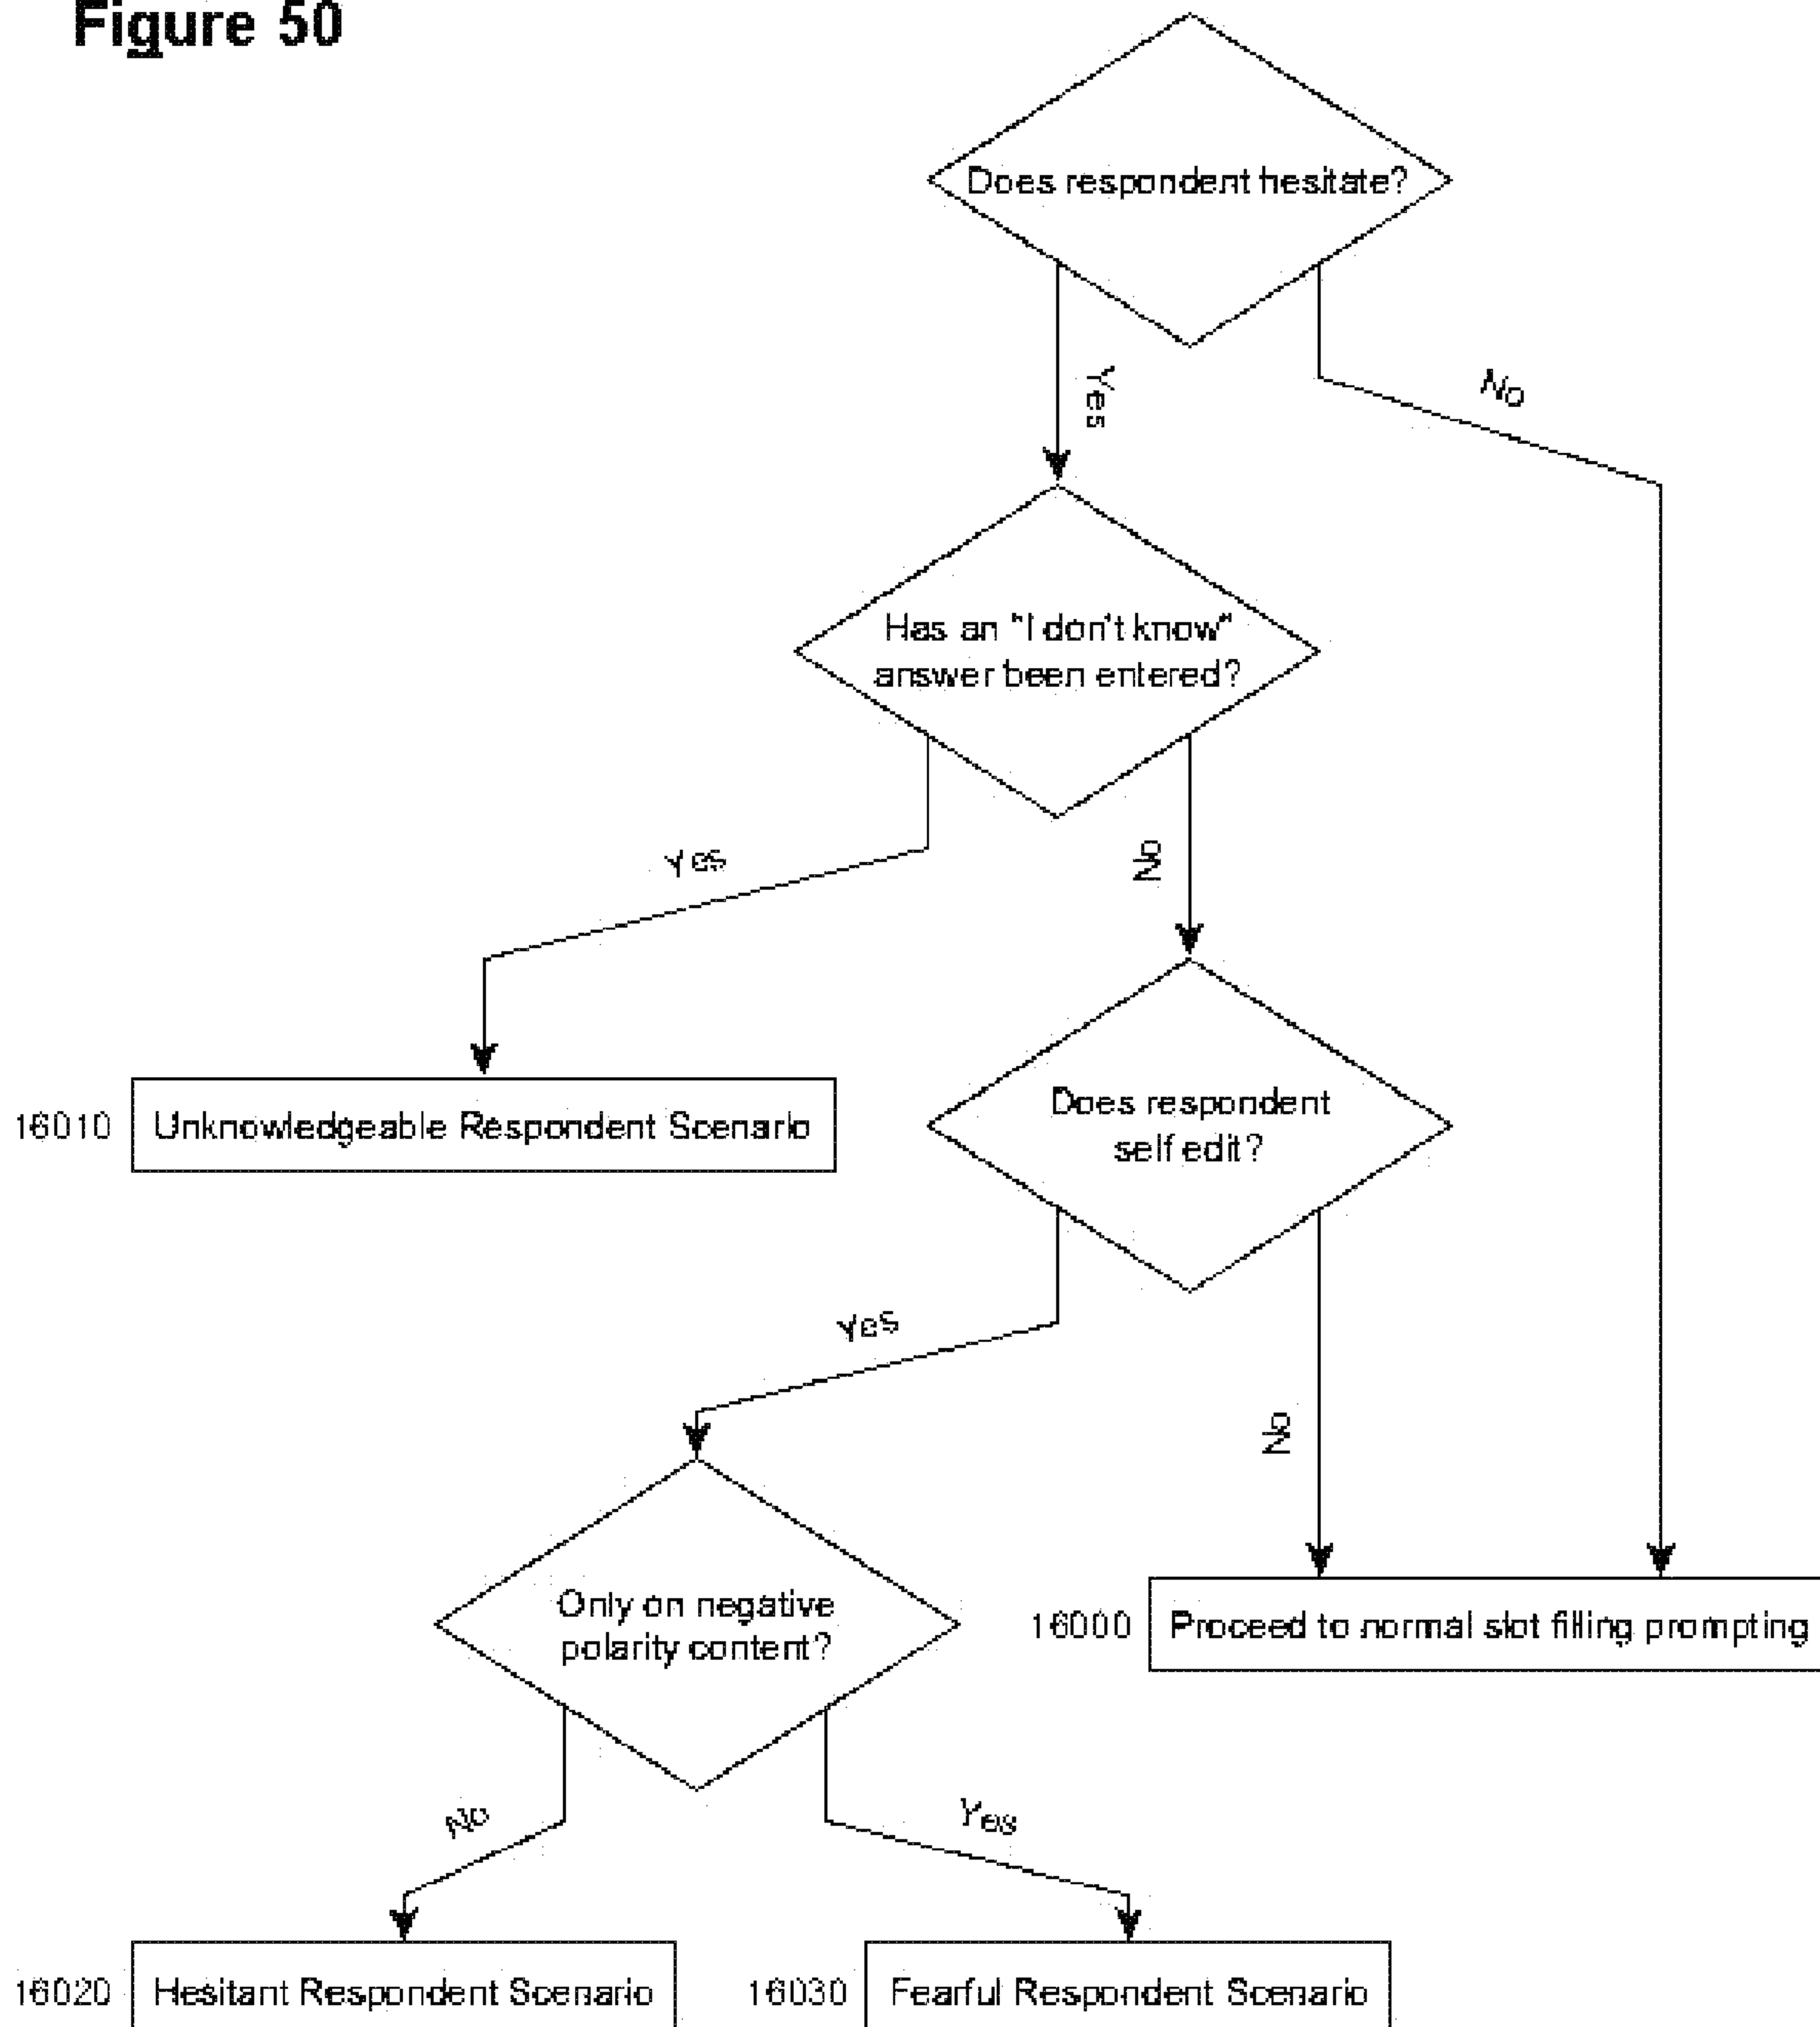 Figure 50
Does respondent hesitate?
Yes
No
Has an "I don't know"
answer been entered?
Yes
No
Does respondent
self edit?
16010
Unknowledgeable Respondent Scenario
Yes
No
Only on negative
polarity content?
16000
Proceed to normal slot filling prompting
No
Yes
16020
Hesitant Respondent Scenario
16030
Fearful Respondent Scenario